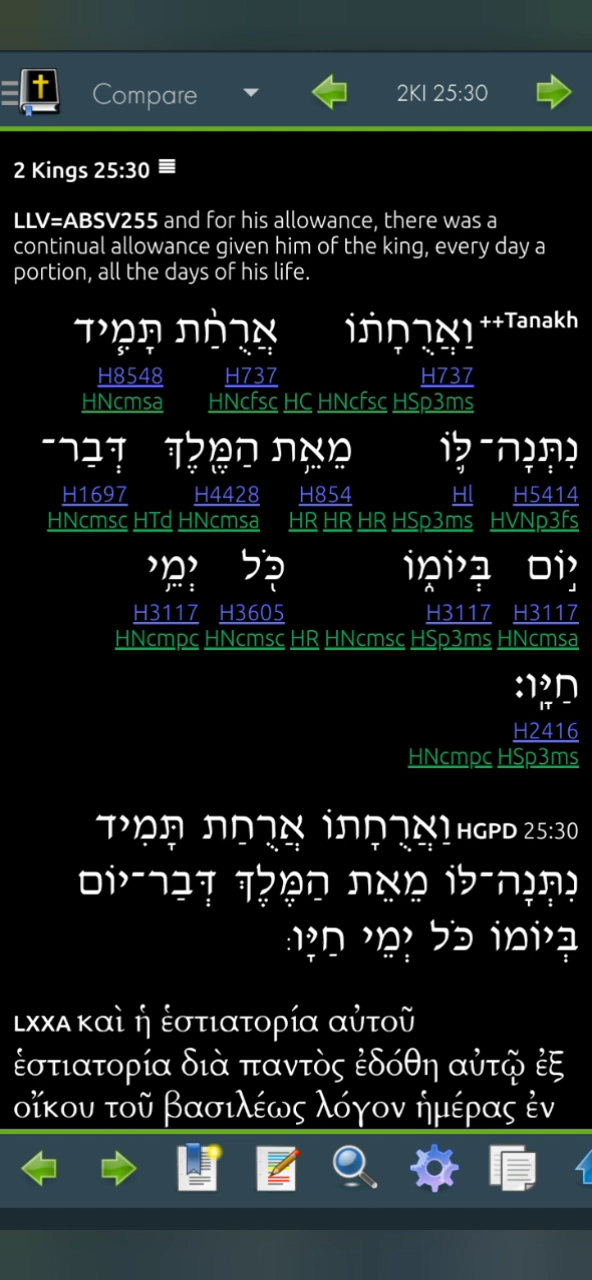 Compare
2KI 25:30
2 Kings 25:30
LLV=ABSV255 and for his allowance, there was a
continual allowance given him of the king, every day a
portion, all the days of his life.
++Tanakh וַאֲרֻחָת֗וֹ אֲרֻחַ֨ת תָּמִ֧יד
H737 H737 H8548
HNcmsa HNcfsc HC HNcfsc HSp3ms
נִתְּנָה־לּ֛וֹ מֵאֵ֥ת הַמֶּ֖לֶךְ דְּבַר־
H5414 Hl H854 H4428 H1697
HNcmsc HTd HNcmsa HR HR HR HSp3ms HVNp3fs
י֣וֹם בְּיוֹמ֑וֹ כֹּ֖ל יְמֵ֥י
H3117 H3117 H3605 H3117
HNcmpc HNcmsc HR HNcmsc HSp3ms HNcmsa
חַיָּֽו׃
H2416
HNcmpc HSp3ms
HGPD 25:30 וַאֲרֻחָתוֹ אֲרֻחַת תָּמִיד
נִתְּנָה־לּוֹ מֵאֵת הַמֶּלֶךְ דְּבַר־יוֹם
בְּיוֹמוֹ כֹּל יְמֵי חַיָּו׃
LXXA καὶ ἡ ἑστιατορία αὐτοῦ
ἑστιατορία διὰ παντὸς ἐδόθη αὐτῷ ἐξ
οἴκου τοῦ βασιλέως λόγον ἡμέρας ἐν